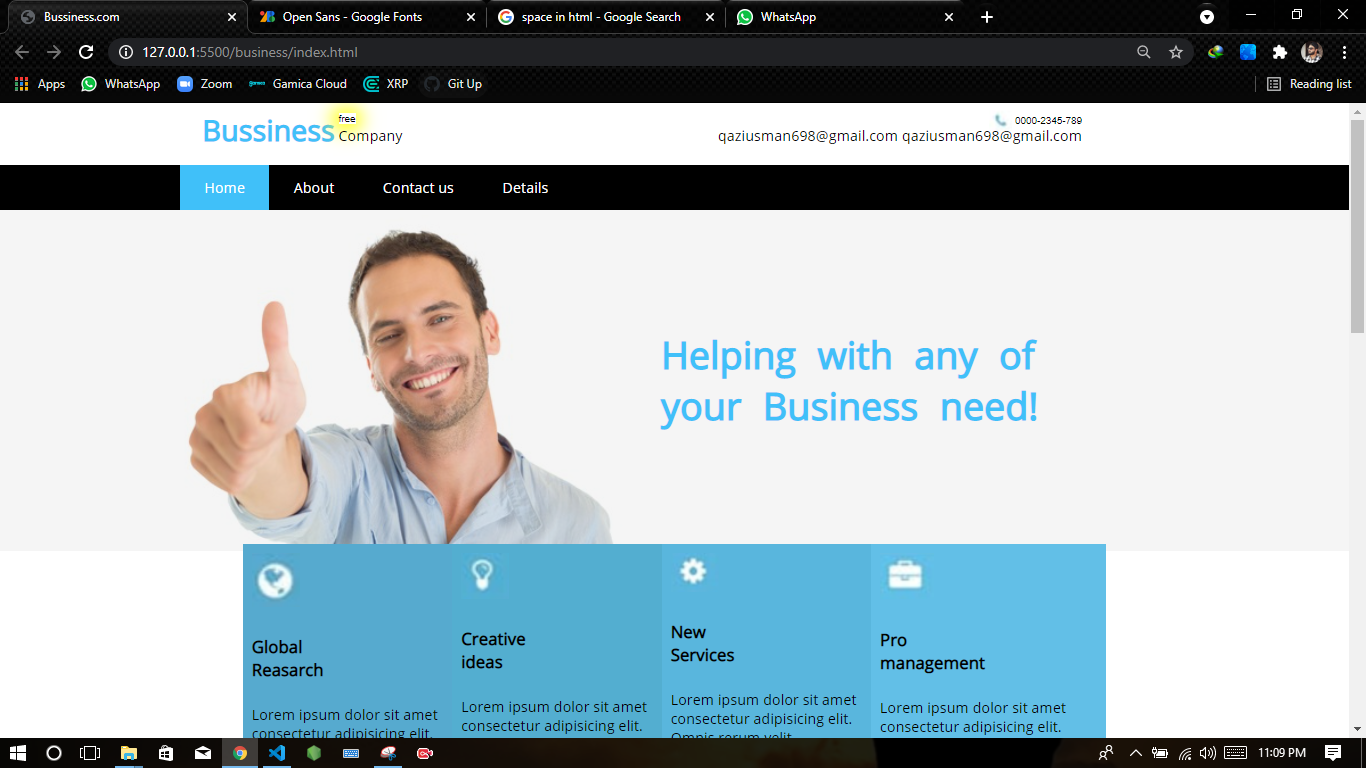 Bussiness.com
Open Sans - Google Fonts
space in html - Google Search
WhatsApp
127.0.0.1:5500/business/index.html
Apps
WhatsApp
Zoom
Gamica Cloud
XRP
Git Up
Reading list
Bussiness
free
Company
0000-2345-789
qaziusman698@gmail.com qaziusman698@gmail.com
Home
About
Contact us
Details
Helping with any of
your Business need!
Global
Reasarch
Lorem ipsum dolor sit amet
consectetur adipisicing elit.
Creative
ideas
Lorem ipsum dolor sit amet
consectetur adipisicing elit.
New
Services
Lorem ipsum dolor sit amet
consectetur adipisicing elit.
Omnis rerum velit
Pro
management
Lorem ipsum dolor sit amet
consectetur adipisicing elit.
11:09 PM